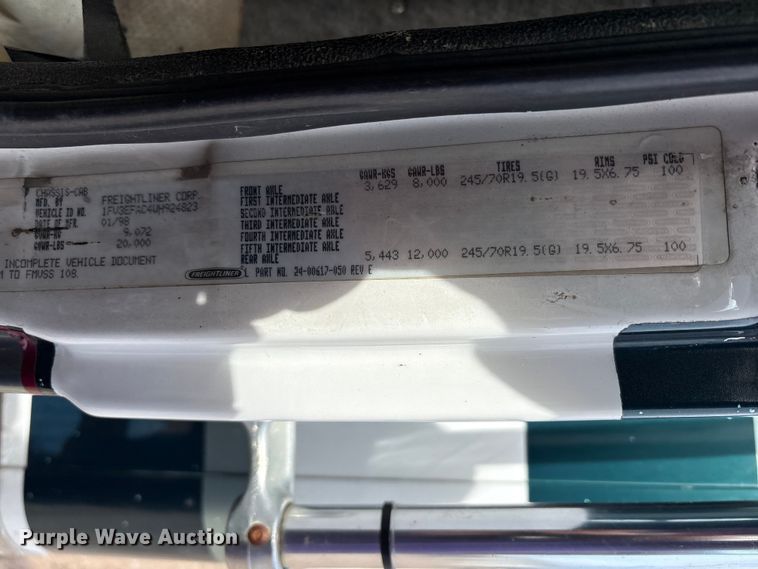 CHASSIS-CAB
MFD. BY FREIGHTLINER CORP.
VEHICLE ID NO.
DATE OF MFR. 01/98
GVWR-KG 9,072
GVWR-LBS 20,000
INCOMPLETE VEHICLE DOCUMENT
TO FMVSS 108.
GAWR-KGS GAWR-LBS TIRES RIMS PSI COLD
FRONT AXLE 3,629 8,000 245/70R19.5(G) 19.5X6.75 100
FIRST INTERMEDIATE AXLE
SECOND INTERMEDIATE AXLE
THIRD INTERMEDIATE AXLE
FOURTH INTERMEDIATE AXLE
FIFTH INTERMEDIATE AXLE
REAR AXLE 5,443 12,000 245/70R19.5(G) 19.5X6.75 100
FREIGHTLINER PART NO. 24-00617-050 REV E
Purple Wave Auction